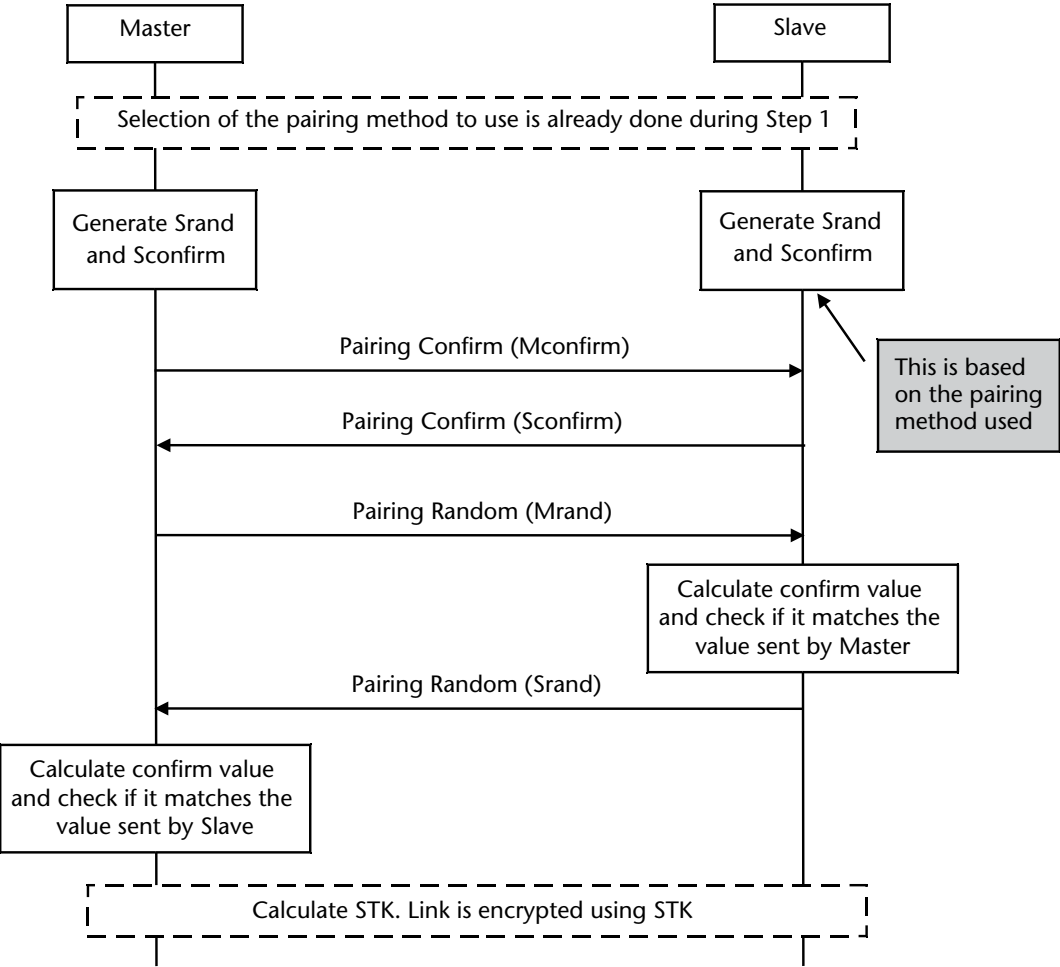 Master
Slave
Selection of the pairing method to use is already done during Step 1
Generate Srand
and Sconfirm
Generate Srand
and Sconfirm
Pairing Confirm (Mconfirm)
This is based
on the pairing
method used
Pairing Confirm (Sconfirm)
Pairing Random (Mrand)
Calculate confirm value
and check if it matches the
value sent by Master
Pairing Random (Srand)
Calculate confirm value
and check if it matches the
value sent by Slave
Calculate STK. Link is encrypted using STK